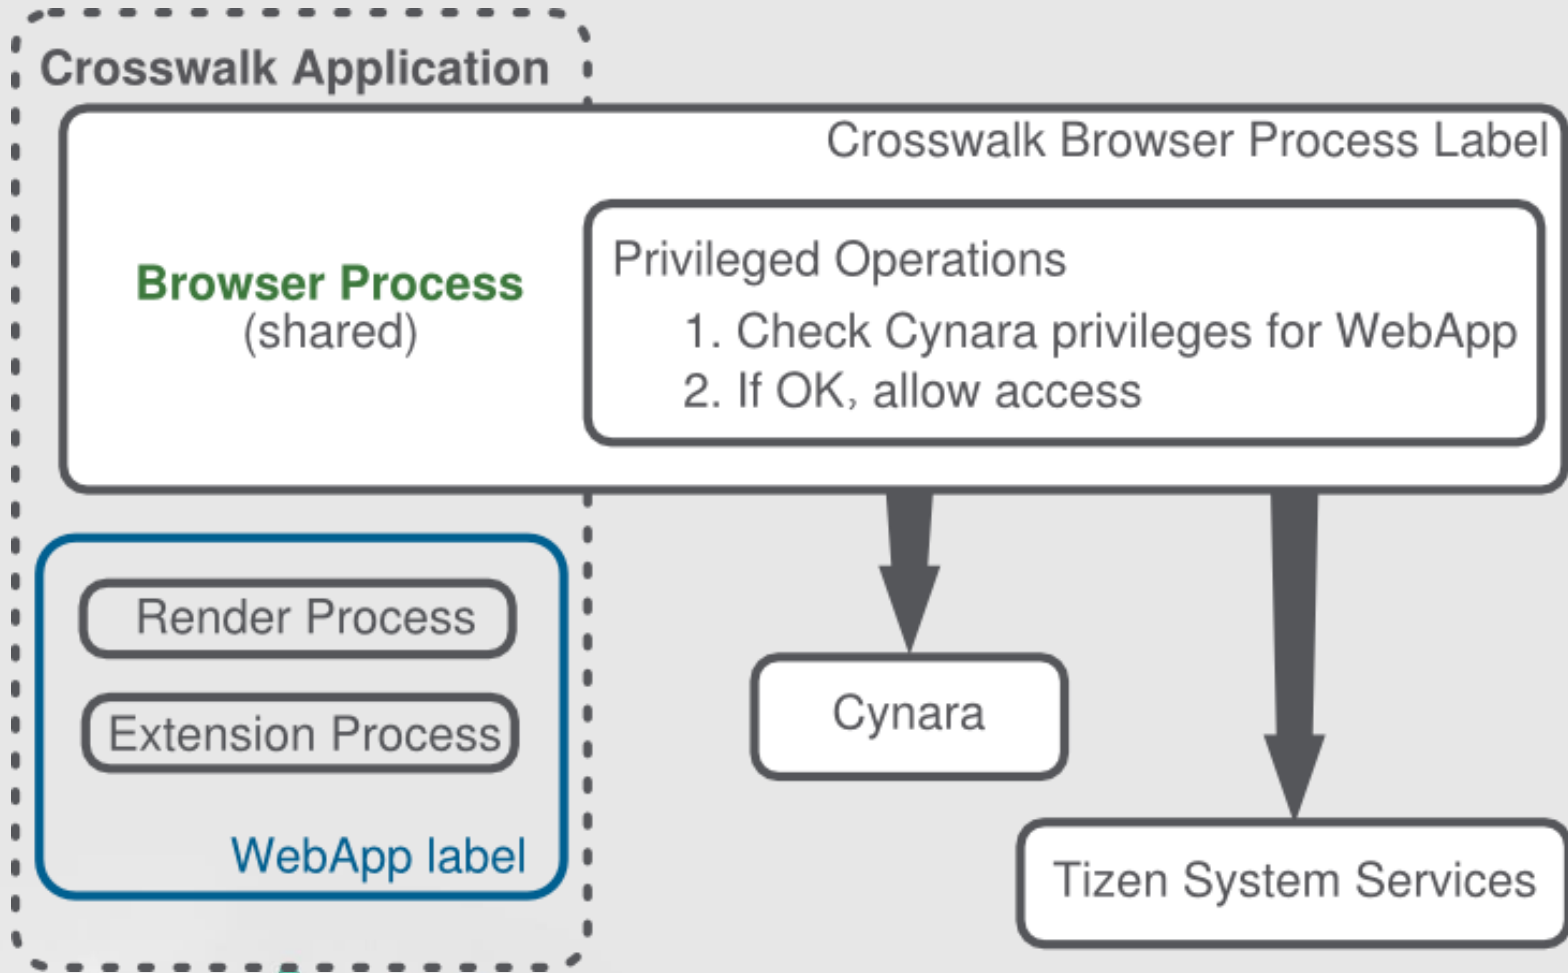 Crosswalk Application
Crosswalk Browser Process Label
Browser Process
(shared)
Privileged Operations
1. Check Cynara privileges for WebApp
2. If OK, allow access
Render Process
Extension Process
WebApp label
Cynara
Tizen System Services